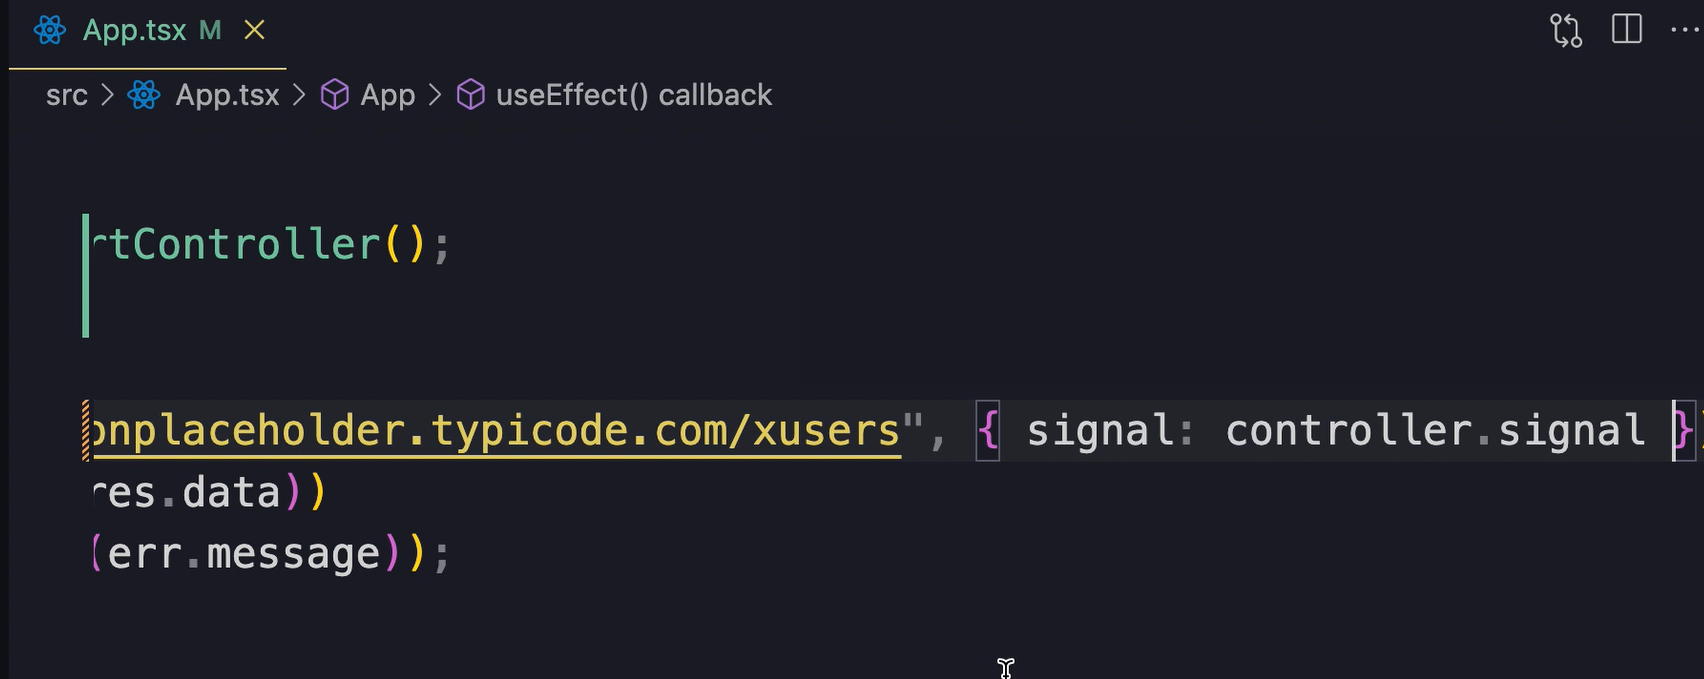 App.tsx M
src > App.tsx > App > useEffect() callback
rtController();
onplaceholder.typicode.com/xusers", { signal: controller.signal })
res.data))
(err.message));